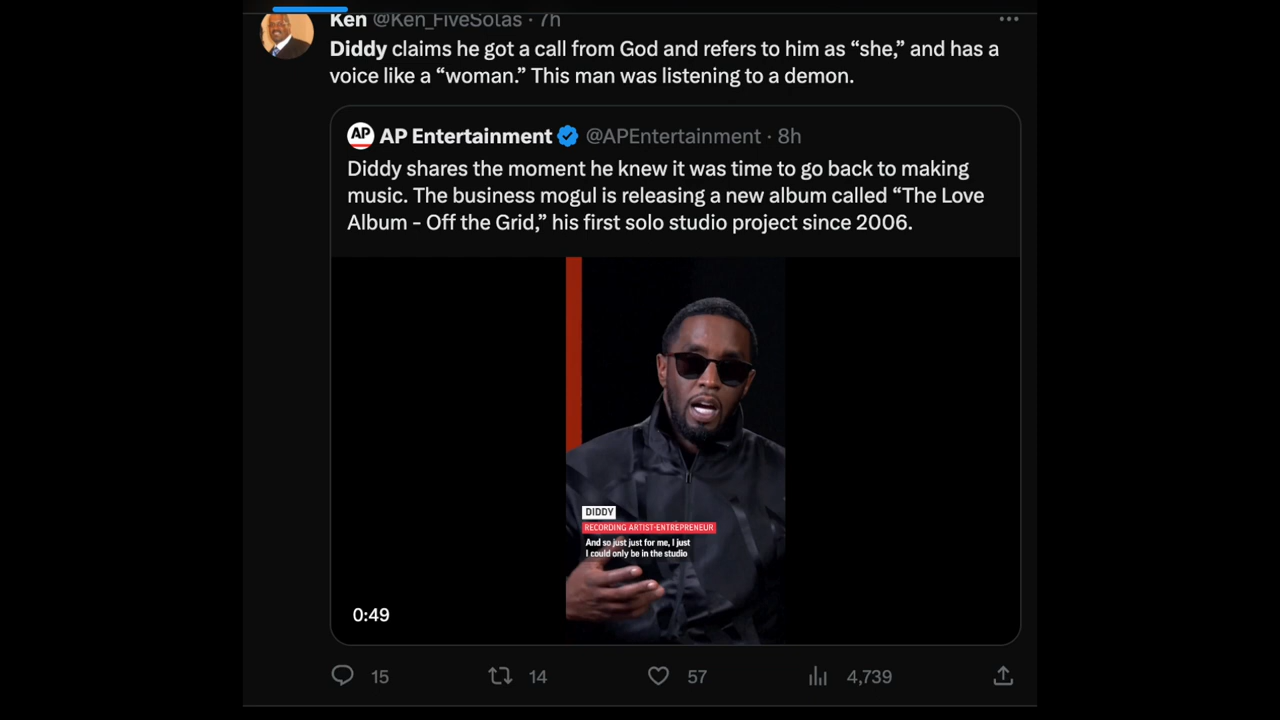 Ken @Ken_FiveSolas · 7h
Diddy claims he got a call from God and refers to him as “she,” and has a
voice like a “woman.” This man was listening to a demon.
AP AP Entertainment @APEntertainment · 8h
Diddy shares the moment he knew it was time to go back to making
music. The business mogul is releasing a new album called “The Love
Album - Off the Grid,” his first solo studio project since 2006.
DIDDY
RECORDING ARTIST-ENTREPRENEUR
And so just just for me, I just
I could only be in the studio
0:49
15 14 57 4,739